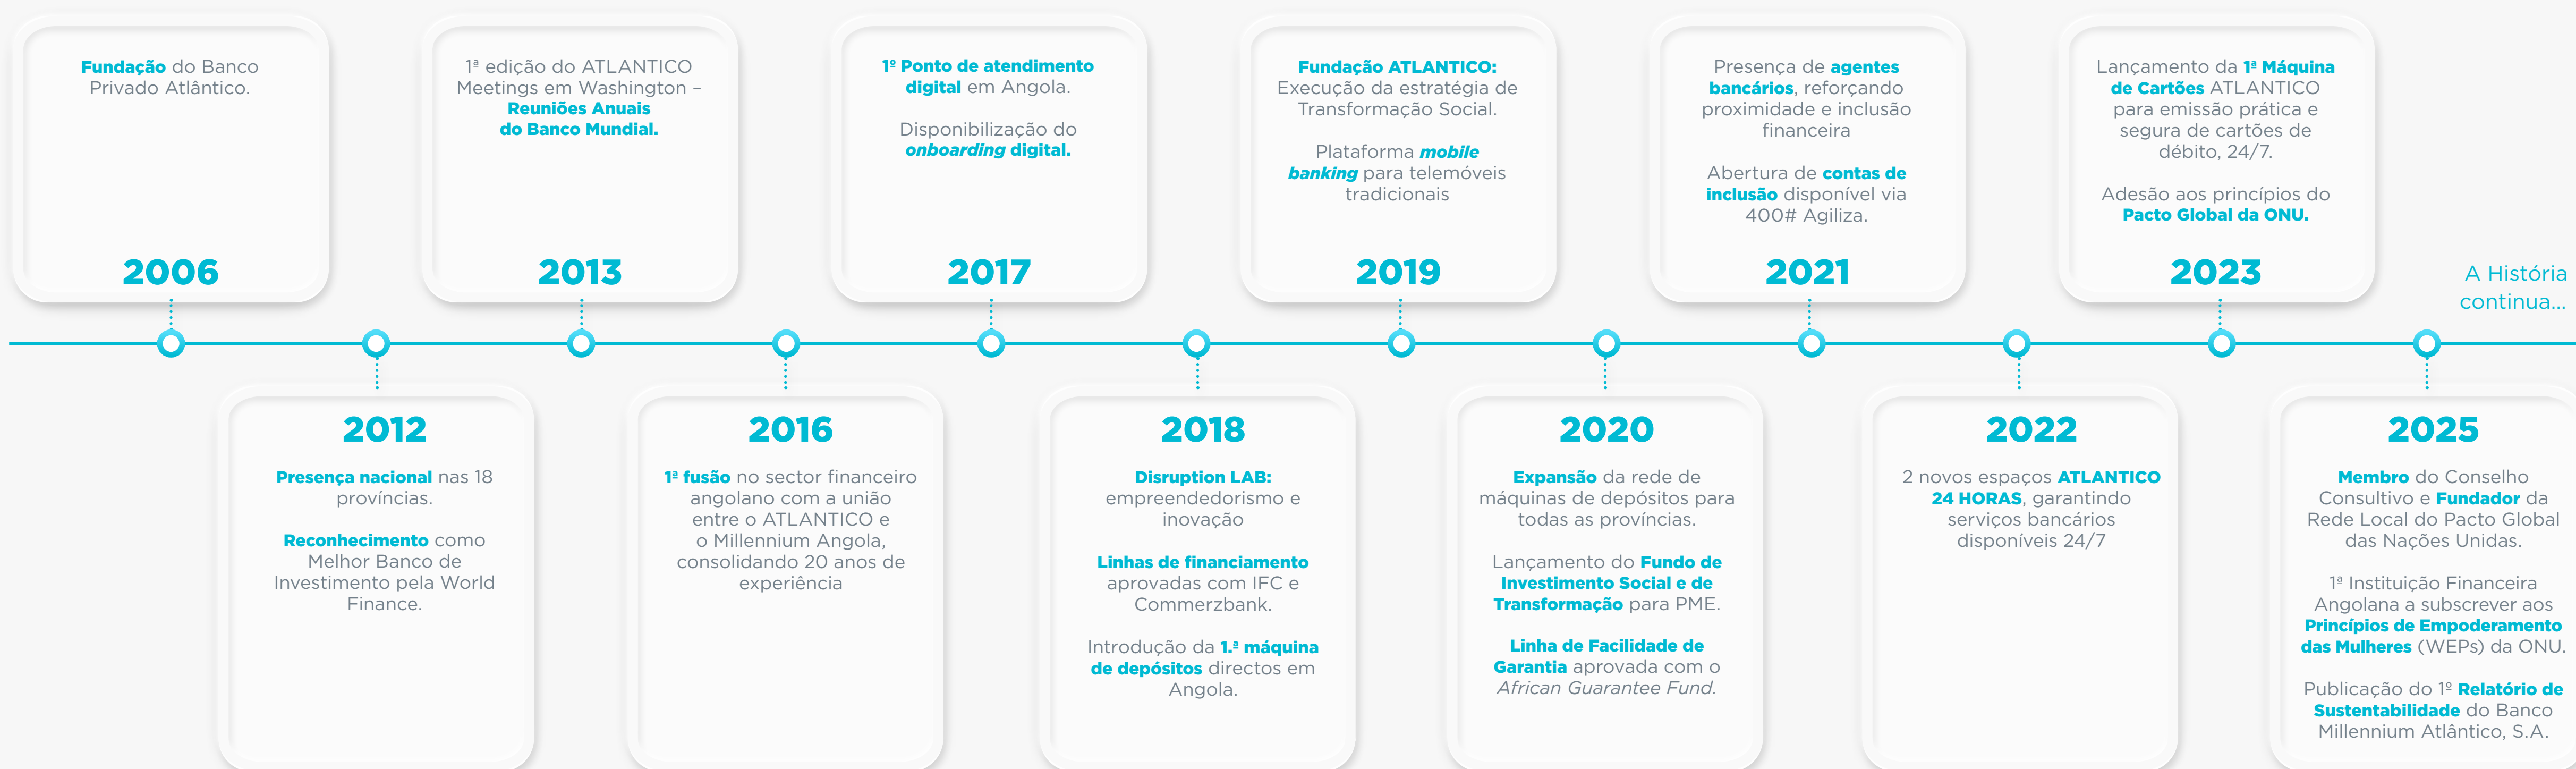 Fundação do Banco
Privado Atlântico.
2006
2012
Presença nacional nas 18
províncias.
Reconhecimento como
Melhor Banco de
Investimento pela World
Finance.
1ª edição do ATLANTICO
Meetings em Washington –
Reuniões Anuais
do Banco Mundial.
2013
2016
1ª fusão no sector financeiro
angolano com a união
entre o ATLANTICO e
o Millennium Angola,
consolidando 20 anos de
experiência
1º Ponto de atendimento
digital em Angola.
Disponibilização do
onboarding digital.
2017
2018
Disruption LAB:
empreendedorismo e
inovação
Linhas de financiamento
aprovadas com IFC e
Commerzbank.
Introdução da 1.ª máquina
de depósitos directos em
Angola.
Fundação ATLANTICO:
Execução da estratégia de
Transformação Social.
Plataforma mobile
banking para telemóveis
tradicionais
2019
2020
Expansão da rede de
máquinas de depósitos para
todas as províncias.
Lançamento do Fundo de
Investimento Social e de
Transformação para PME.
Linha de Facilidade de
Garantia aprovada com o
African Guarantee Fund.
Presença de agentes
bancários, reforçando
proximidade e inclusão
financeira
Abertura de contas de
inclusão disponível via
400# Agiliza.
2021
2022
2 novos espaços ATLANTICO
24 HORAS, garantindo
serviços bancários
disponíveis 24/7
Lançamento da 1ª Máquina
de Cartões ATLANTICO
para emissão prática e
segura de cartões de
débito, 24/7.
Adesão aos princípios do
Pacto Global da ONU.
2023
2025
Membro do Conselho
Consultivo e Fundador da
Rede Local do Pacto Global
das Nações Unidas.
1ª Instituição Financeira
Angolana a subscrever aos
Princípios de Empoderamento
das Mulheres (WEPs) da ONU.
Publicação do 1º Relatório de
Sustentabilidade do Banco
Millennium Atlântico, S.A.
A História
continua...